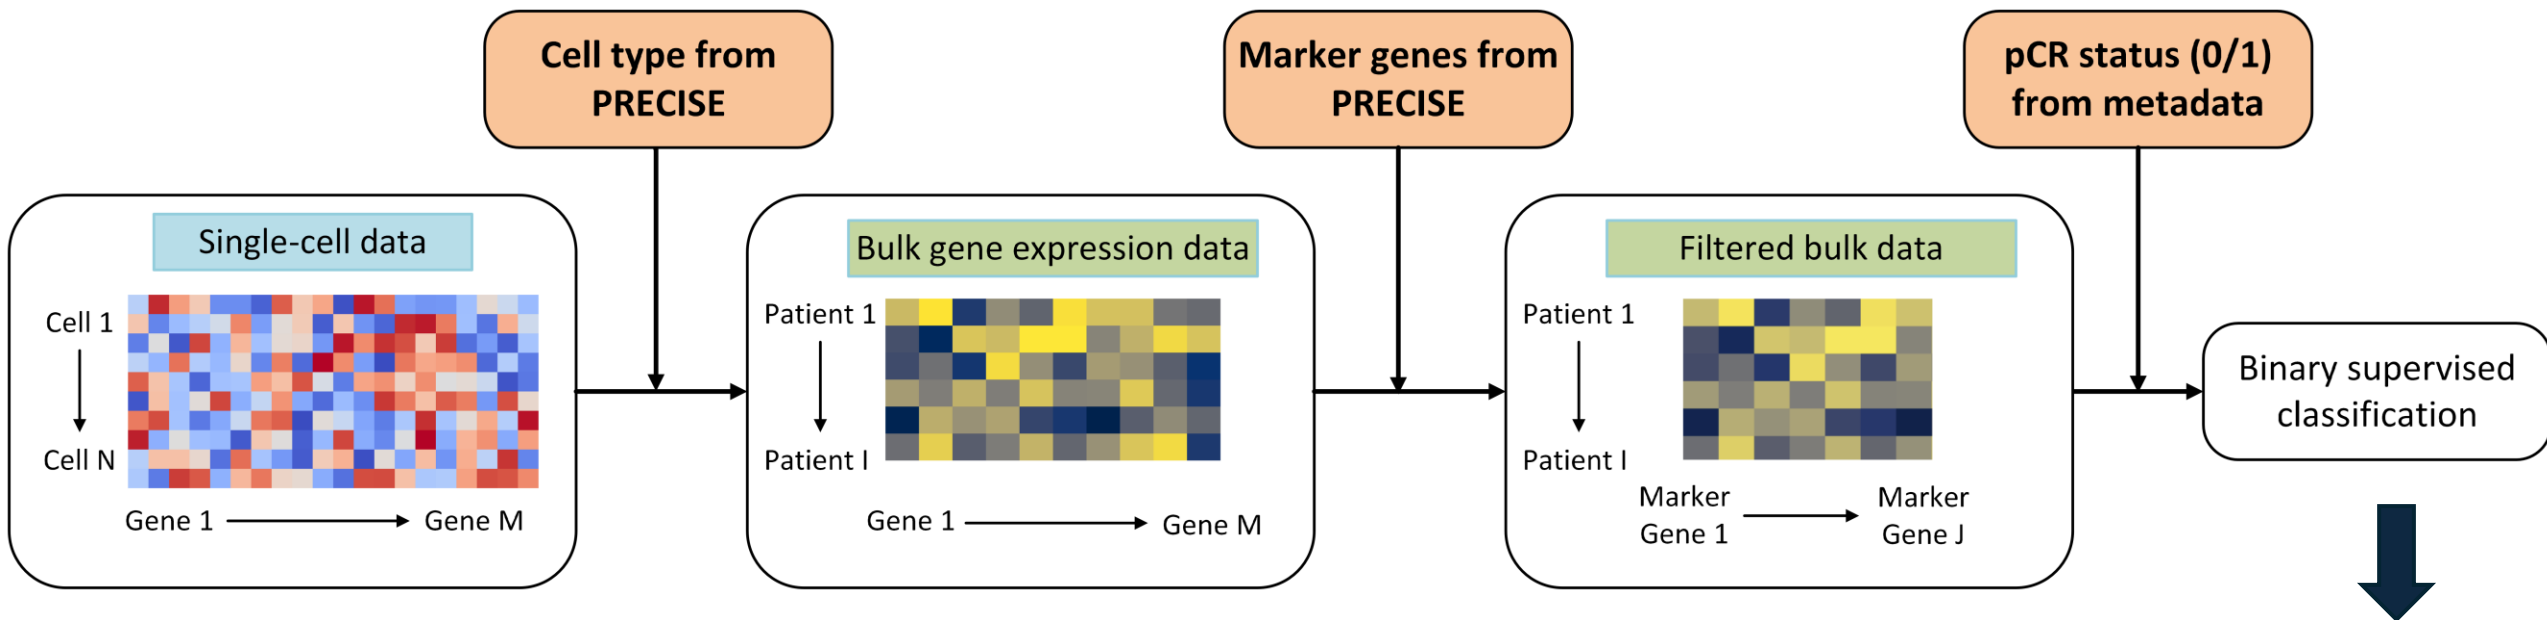 Cell type from
PRECISE
Marker genes from
PRECISE
pCR status (0/1)
from metadata
Single-cell data
Cell 1
Cell N
Gene 1
Gene M
Bulk gene expression data
Patient 1
Patient I
Gene 1
Gene M
Filtered bulk data
Patient 1
Patient I
Marker
Gene 1
Marker
Gene J
Binary supervised
classification